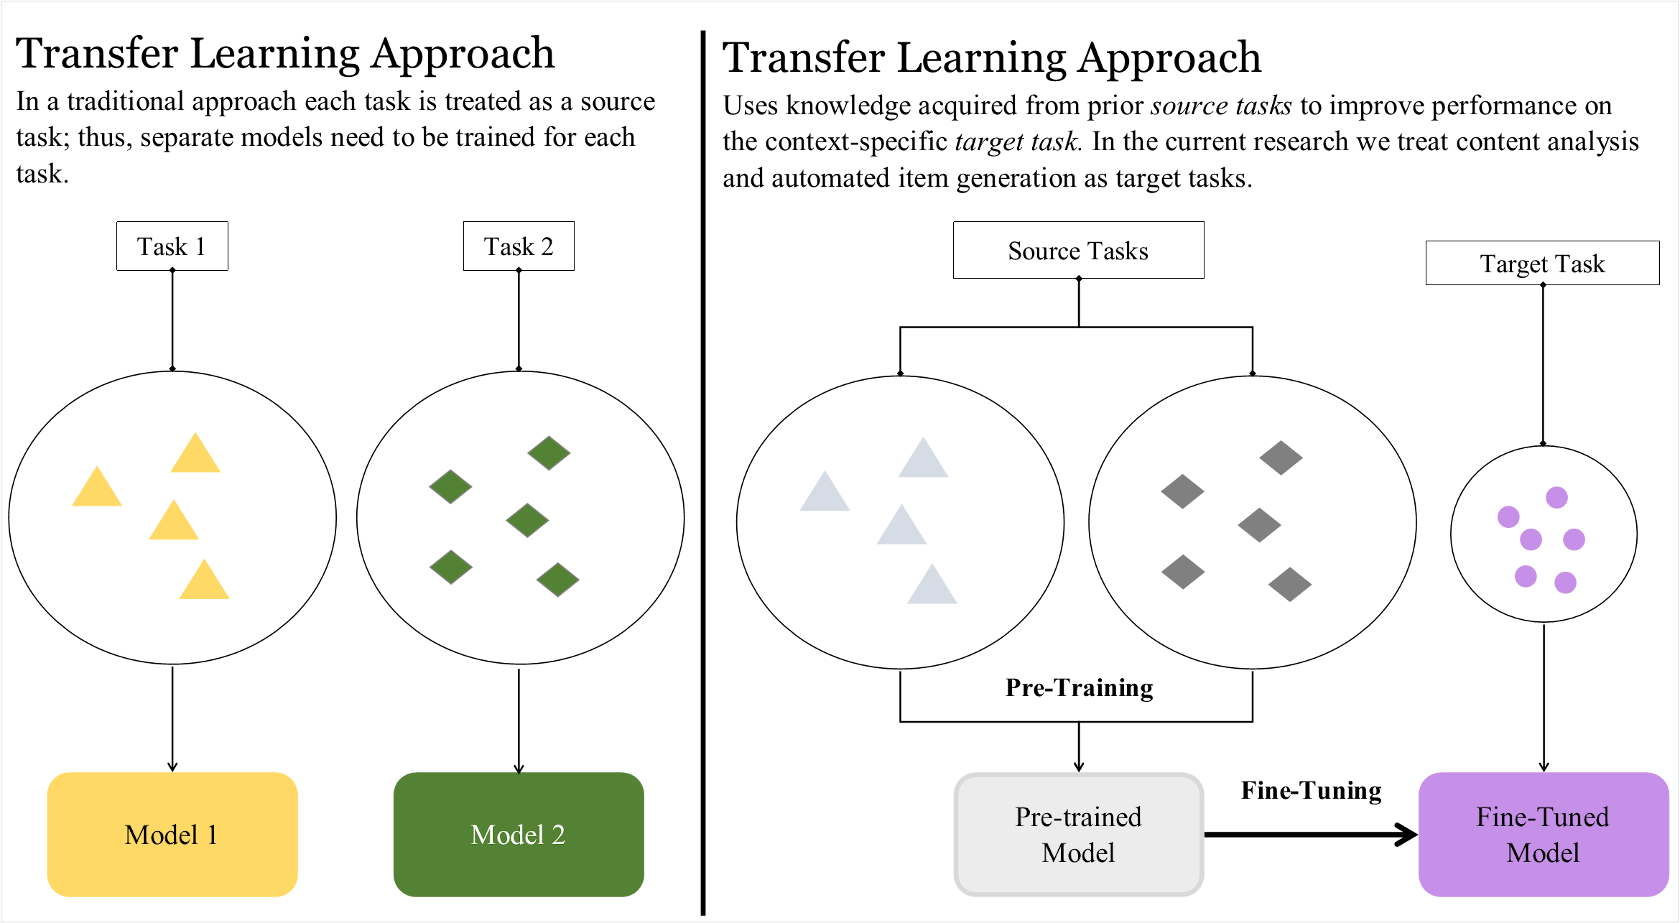 Transfer Learning Approach
In a traditional approach each task is treated as a source
task; thus, separate models need to be trained for each
task.
Task 1
Task 2
Model 1
Model 2
Transfer Learning Approach
Uses knowledge acquired from prior source tasks to improve performance on
the context-specific target task. In the current research we treat content analysis
and automated item generation as target tasks.
Source Tasks
Target Task
Pre-Training
Pre-trained
Model
Fine-Tuning
Fine-Tuned
Model